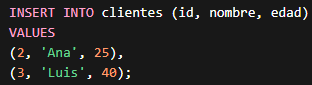 INSERT INTO clientes (id, nombre, edad)
VALUES
(2, 'Ana', 25),
(3, 'Luis', 40);